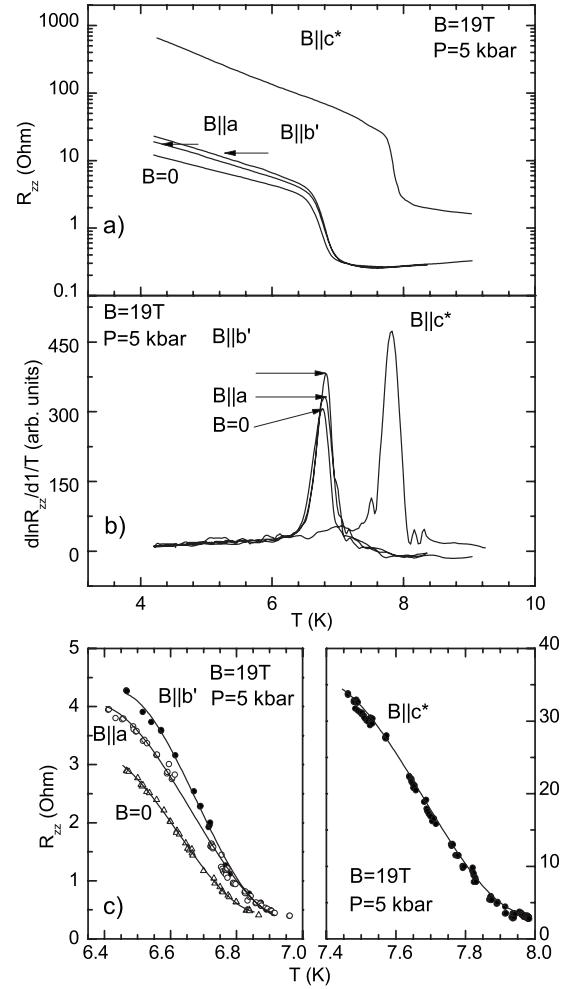 B=19T
P=5 kbar
B||c*
1000
100
10
1
0.1
R_zz (Ohm)
B||a
B||b'
B=0
a)
B=19T
P=5 kbar
B||b'
B||c*
450
300
150
0
dlnR_zz/d1/T (arb. units)
B||a
B=0
b)
4 6 8 10
T (K)
5
4
3
2
1
0
R_zz (Ohm)
B=19T
P=5 kbar
B||b'
B||a
B=0
c)
6.4 6.6 6.8 7.0
B||c*
B=19T
P=5 kbar
40
30
20
10
0
7.4 7.6 7.8 8.0
T (K)